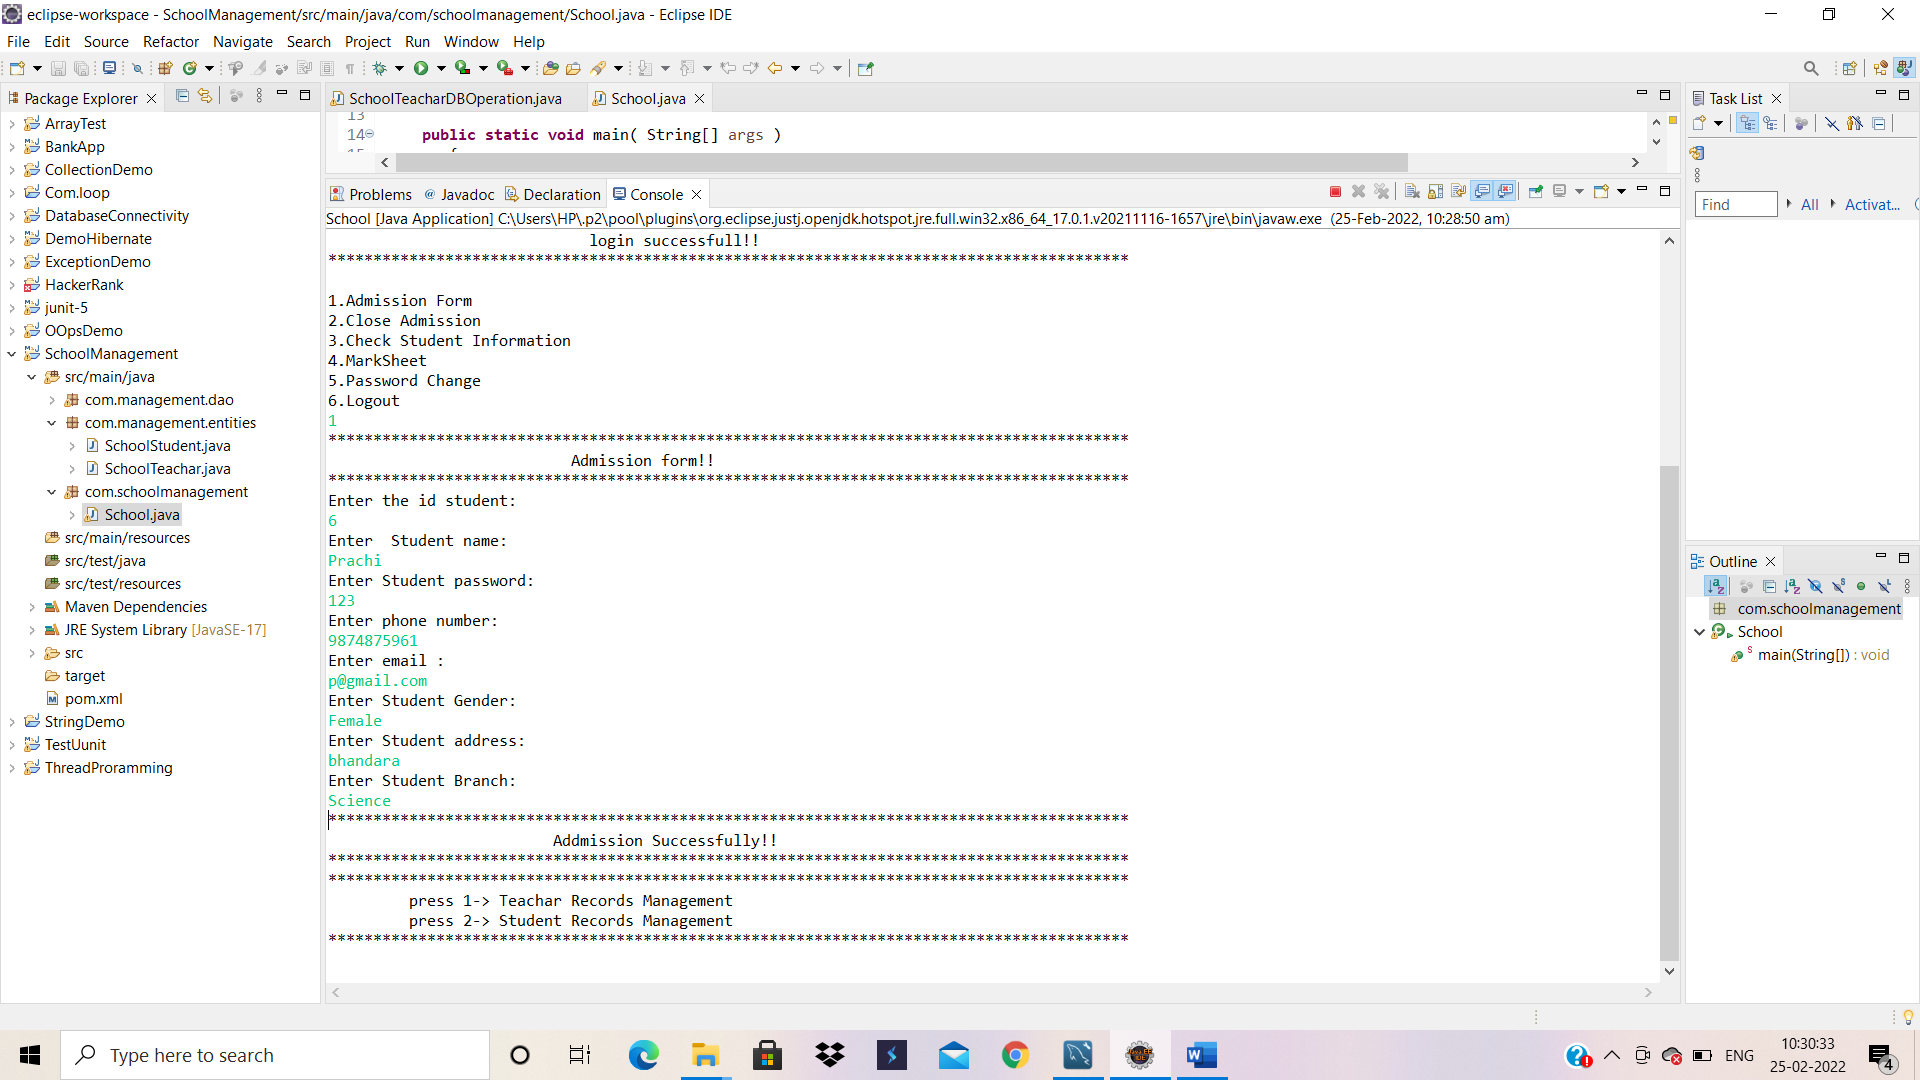 eclipse-workspace - SchoolManagement/src/main/java/com/schoolmanagement/School.java - Eclipse IDE
File Edit Source Refactor Navigate Search Project Run Window Help
Package Explorer
ArrayTest
BankApp
CollectionDemo
Com.loop
DatabaseConnectivity
DemoHibernate
ExceptionDemo
HackerRank
junit-5
OOpsDemo
SchoolManagement
src/main/java
com.management.dao
com.management.entities
SchoolStudent.java
SchoolTeachar.java
com.schoolmanagement
School.java
src/main/resources
src/test/java
src/test/resources
Maven Dependencies
JRE System Library [JavaSE-17]
src
target
pom.xml
StringDemo
TestUunit
ThreadProramming
SchoolTeacharDBOperation.java School.java
13
14 public static void main( String[] args )
Problems @ Javadoc Declaration Console
School [Java Application] C:\Users\HP\.p2\pool\plugins\org.eclipse.justj.openjdk.hotspot.jre.full.win32.x86_64_17.0.1.v20211116-1657\jre\bin\javaw.exe (25-Feb-2022, 10:28:50 am)
login successfull!!
*****************************************************************************************
1.Admission Form
2.Close Admission
3.Check Student Information
4.MarkSheet
5.Password Change
6.Logout
1
*****************************************************************************************
Admission form!!
*****************************************************************************************
Enter the id student:
6
Enter  Student name:
Prachi
Enter Student password:
123
Enter phone number:
9874875961
Enter email :
p@gmail.com
Enter Student Gender:
Female
Enter Student address:
bhandara
Enter Student Branch:
Science
*****************************************************************************************
Addmission Successfully!!
*****************************************************************************************
*****************************************************************************************
press 1-> Teachar Records Management
press 2-> Student Records Management
*****************************************************************************************
Task List
Find All Activat...
Outline
com.schoolmanagement
School
main(String[]) : void
Type here to search
ENG
10:30:33
25-02-2022
4